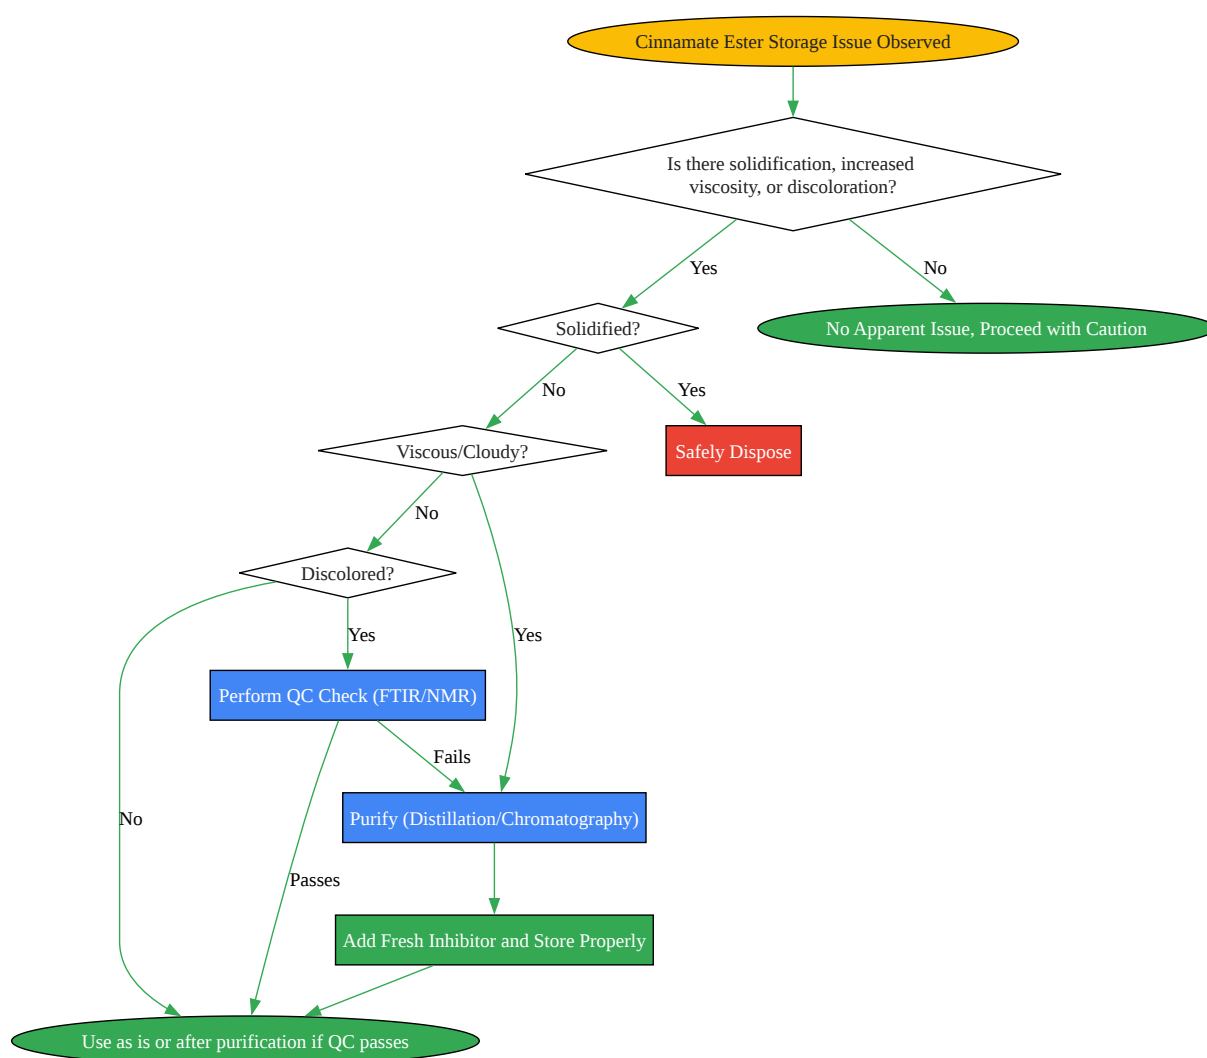 Cinnamate Ester Storage Issue Observed
Is there solidification, increased
viscosity, or discoloration?
Yes
No
Solidified?
No Apparent Issue, Proceed with Caution
No
Yes
Viscous/Cloudy?
Safely Dispose
No
Discolored?
Yes
Yes
Perform QC Check (FTIR/NMR)
Fails
No
Purify (Distillation/Chromatography)
Passes
Add Fresh Inhibitor and Store Properly
Use as is or after purification if QC passes